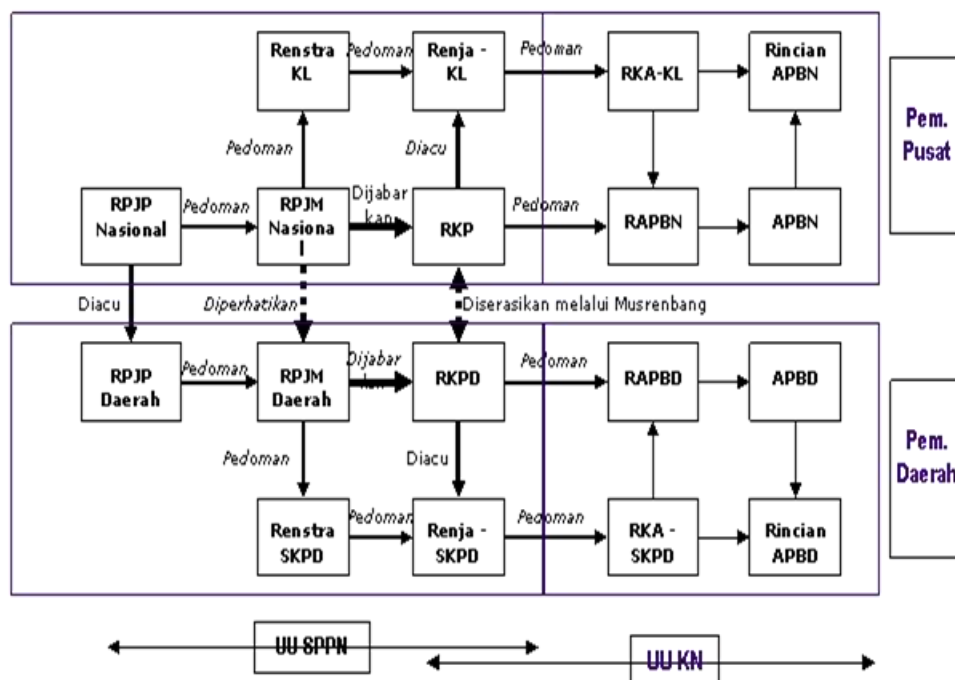 Renstra
KL
Pedoman
Renja -
KL
Pedoman
RKA-KL
Rincian
APBN
Pem.
Pusat
Pedoman
Diacu
RPJP
Nasional
Pedoman
RPJM
Nasiona
l
Dijabar
kan
RKP
Pedoman
RAPBN
APBN
Diacu
Diperhatikan
Diserasikan melalui Musrenbang
RPJP
Daerah
Pedoman
RPJM
Daerah
Dijabar
kan
RKPD
Pedoman
RAPBD
APBD
Pem.
Daerah
Pedoman
Diacu
Renstra
SKPD
Pedoman
Renja -
SKPD
Pedoman
RKA -
SKPD
Rincian
APBD
UU SPPN
UU KN